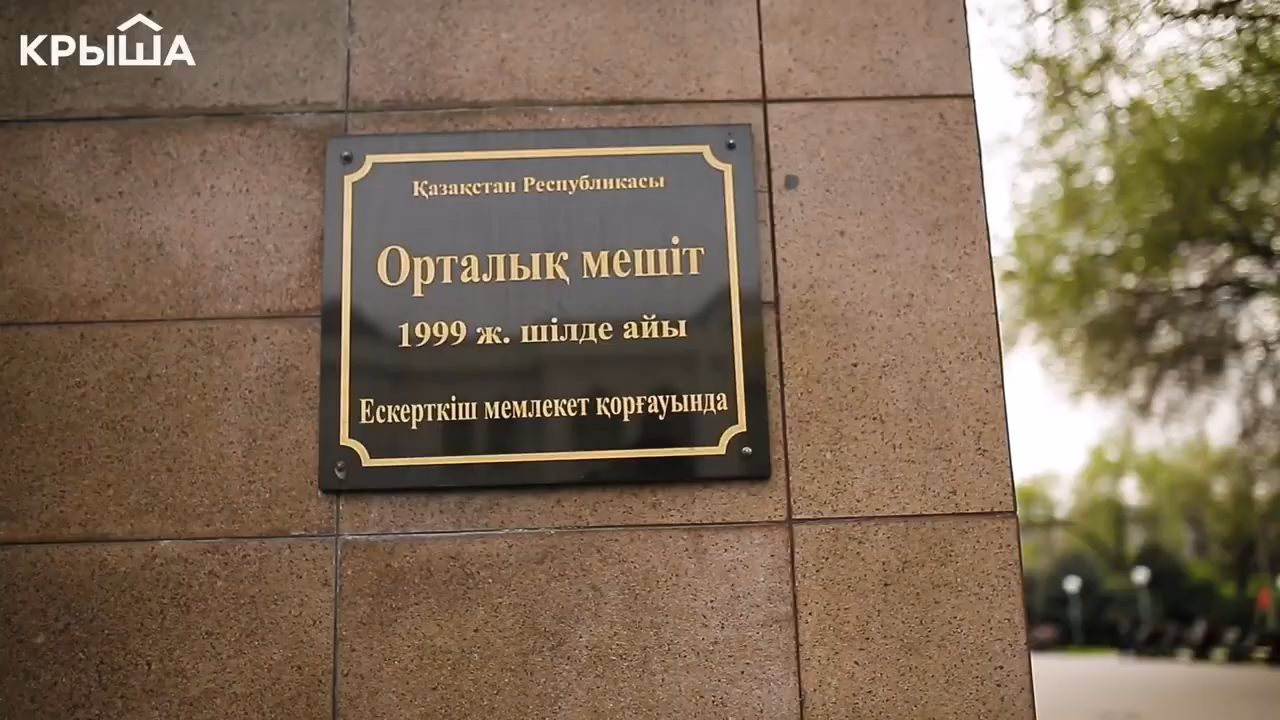 КРЫША
Қазақстан Республикасы
Орталық мешіт
1999 ж. шілде айы
Ескерткіш мемлекет қорғауында